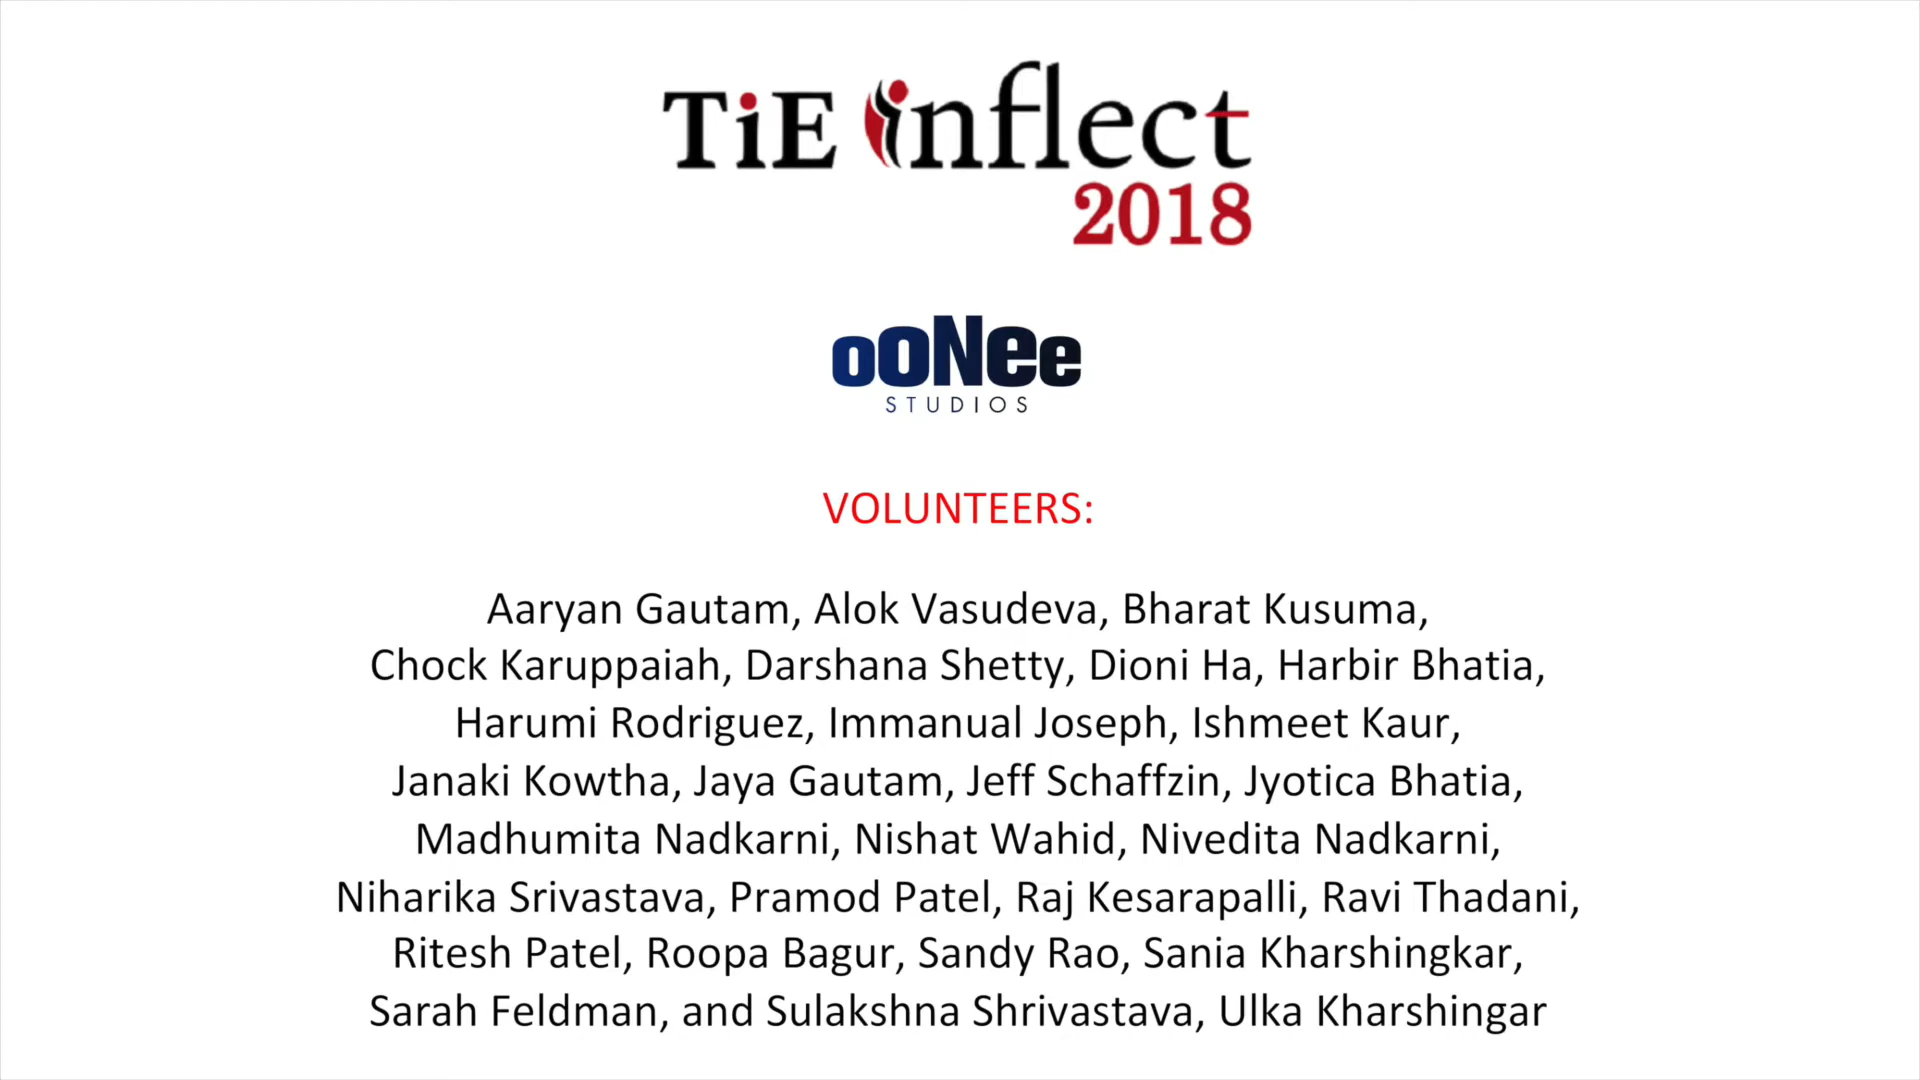 TiE inflect
2018
ooNee
STUDIOS
VOLUNTEERS:
Aaryan Gautam, Alok Vasudeva, Bharat Kusuma,
Chock Karuppaiah, Darshana Shetty, Dioni Ha, Harbir Bhatia,
Harumi Rodriguez, Immanual Joseph, Ishmeet Kaur,
Janaki Kowtha, Jaya Gautam, Jeff Schaffzin, Jyotica Bhatia,
Madhumita Nadkarni, Nishat Wahid, Nivedita Nadkarni,
Niharika Srivastava, Pramod Patel, Raj Kesarapalli, Ravi Thadani,
Ritesh Patel, Roopa Bagur, Sandy Rao, Sania Kharshingkar,
Sarah Feldman, and Sulakshna Shrivastava, Ulka Kharshingar